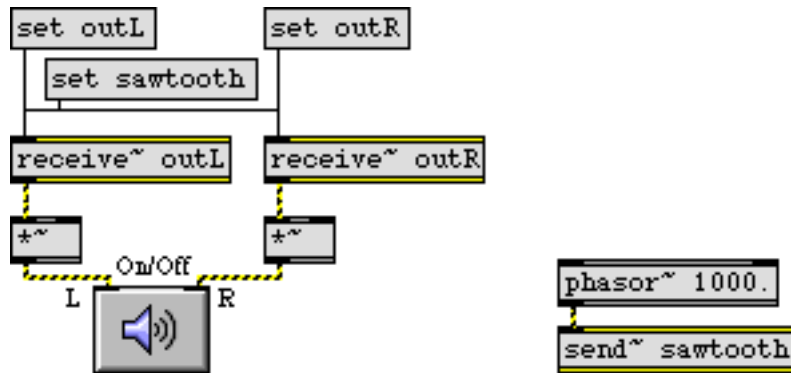 set outL
set outR
set sawtooth
receive~ outL
receive~ outR
*~
*~
On/Off
L
R
phasor~ 1000.
send~ sawtooth